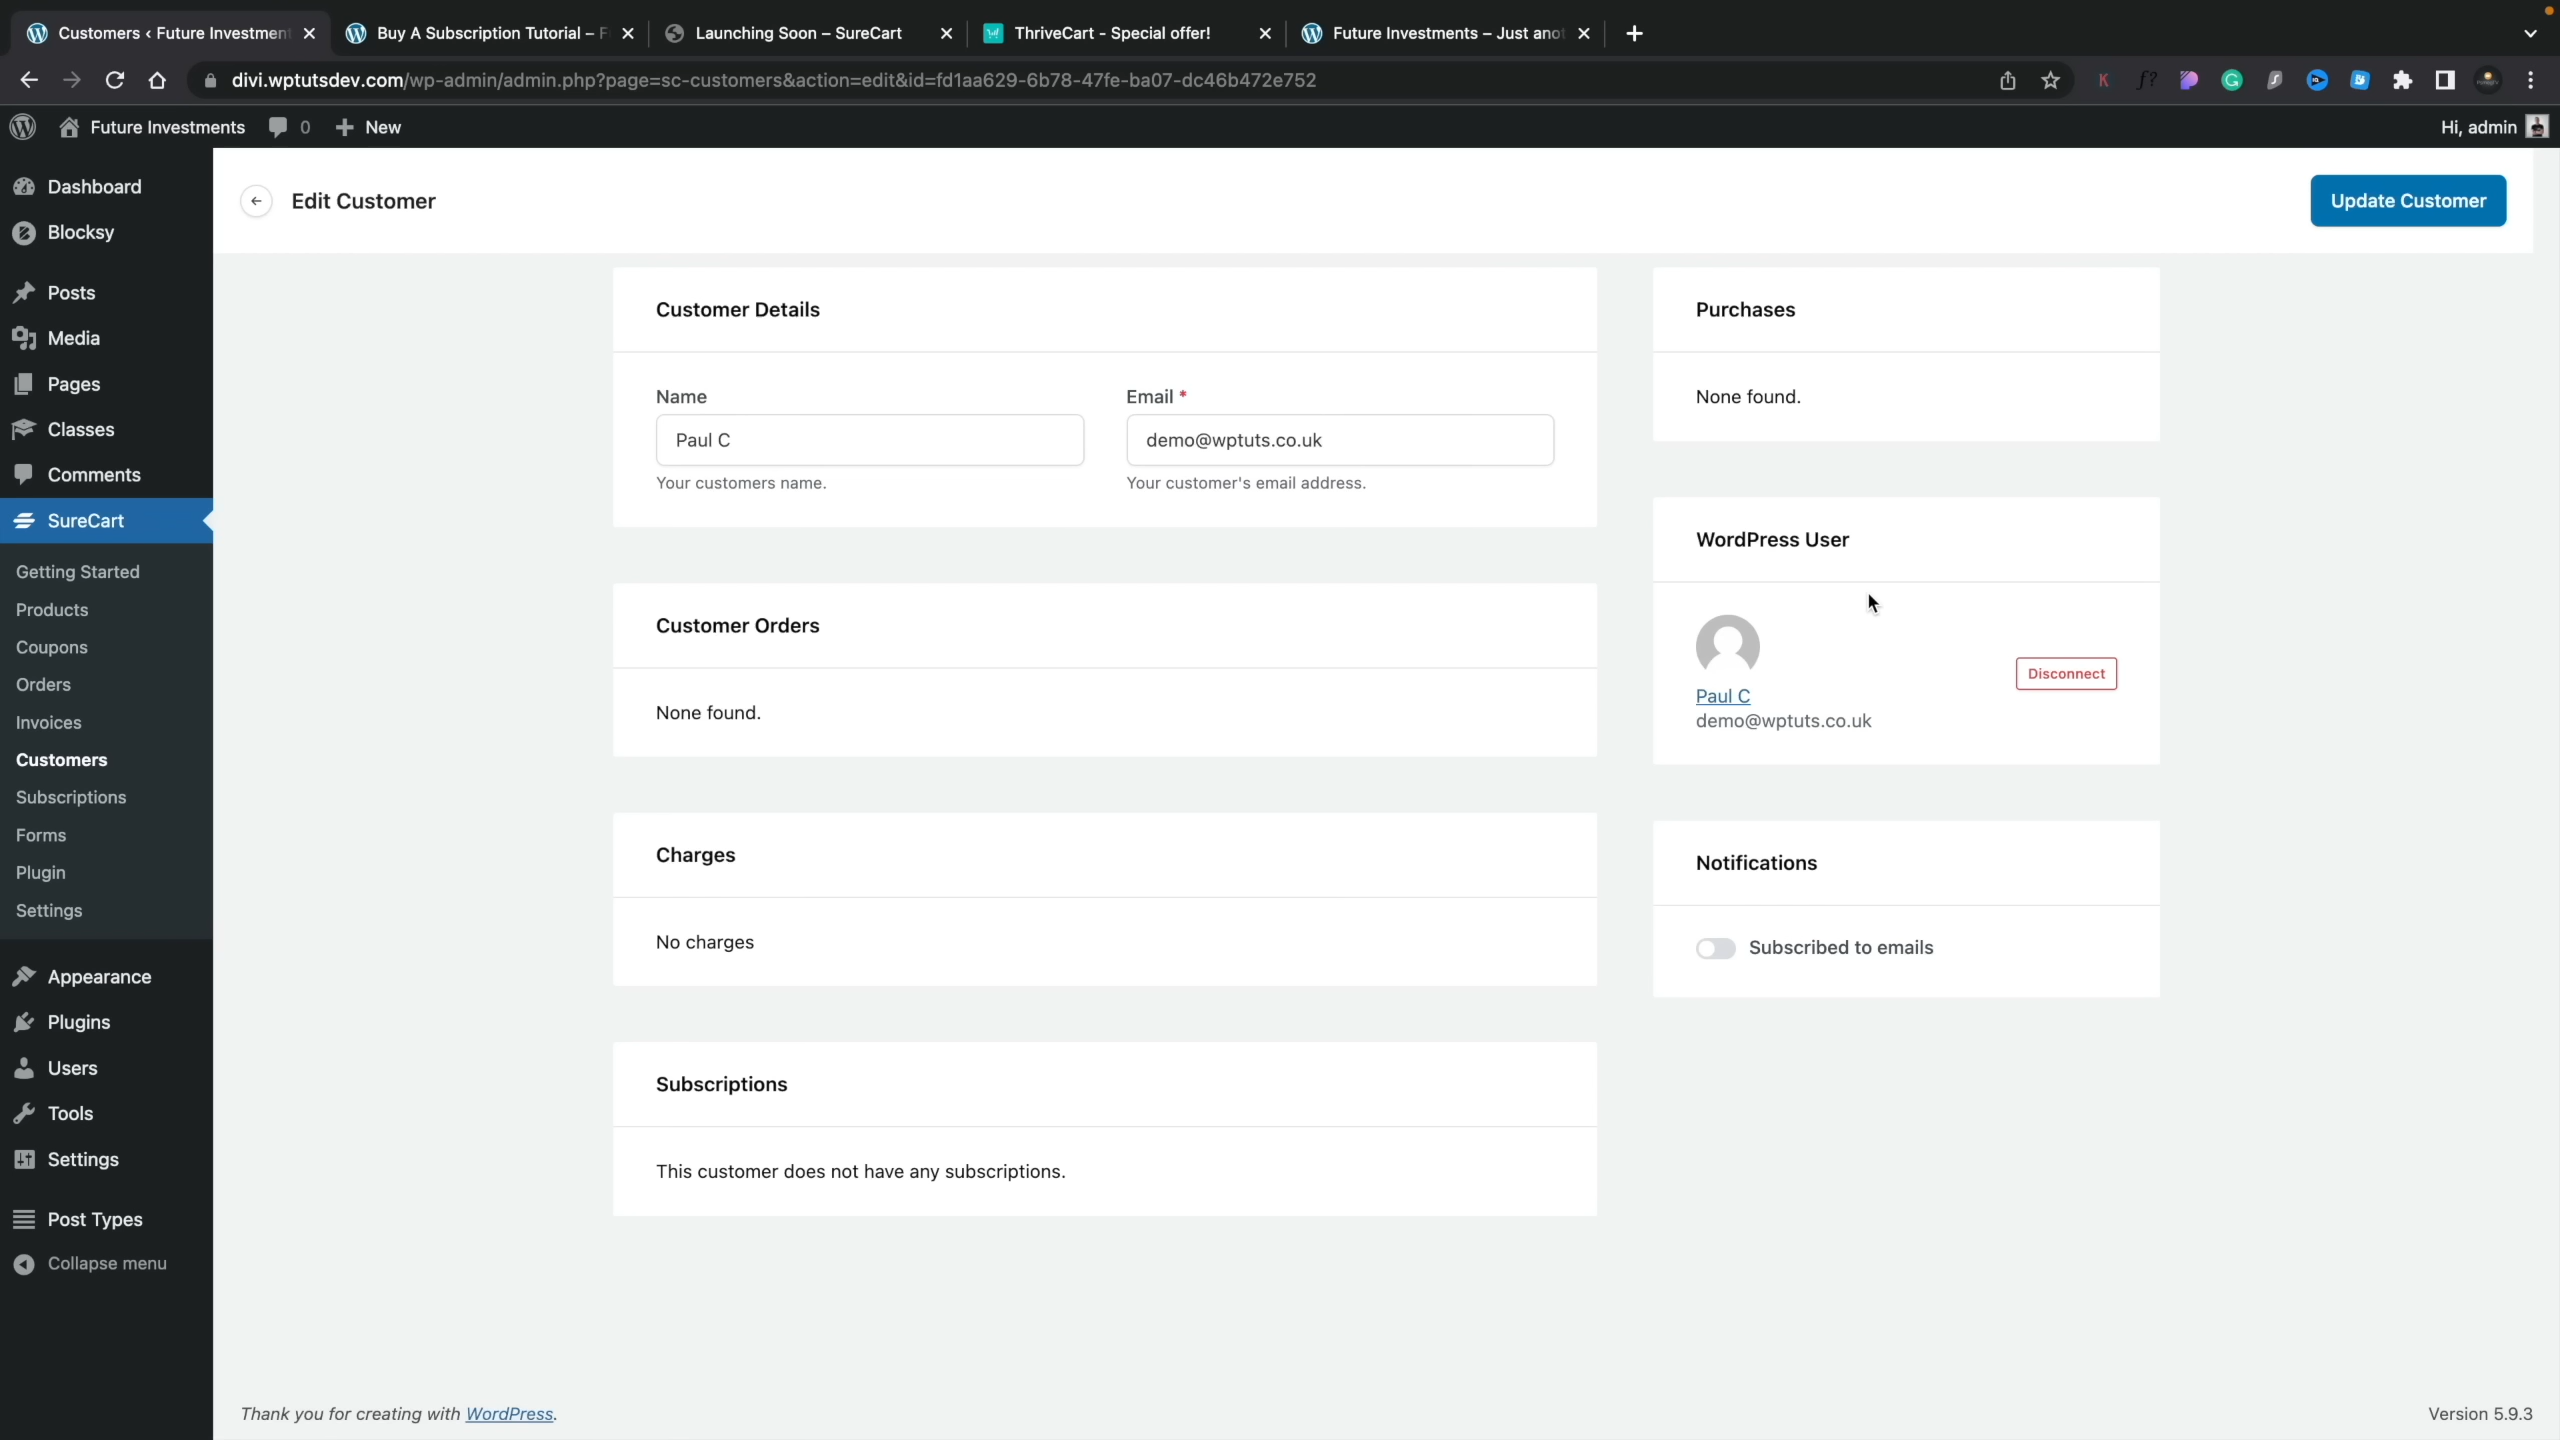 Customers ‹ Future Investmen
Buy A Subscription Tutorial – F
Launching Soon – SureCart
ThriveCart - Special offer!
Future Investments – Just anot
divi.wptutsdev.com/wp-admin/admin.php?page=sc-customers&action=edit&id=fd1aa629-6b78-47fe-ba07-dc46b472e752
Future Investments
0
New
Hi, admin
Dashboard
Blocksy
Posts
Media
Pages
Classes
Comments
SureCart
Getting Started
Products
Coupons
Orders
Invoices
Customers
Subscriptions
Forms
Plugin
Settings
Appearance
Plugins
Users
Tools
Settings
Post Types
Collapse menu
Edit Customer
Update Customer
Customer Details
Name
Paul C
Your customers name.
Email *
demo@wptuts.co.uk
Your customer's email address.
Customer Orders
None found.
Charges
No charges
Subscriptions
This customer does not have any subscriptions.
Purchases
None found.
WordPress User
Paul C
demo@wptuts.co.uk
Disconnect
Notifications
Subscribed to emails
Thank you for creating with WordPress.
Version 5.9.3